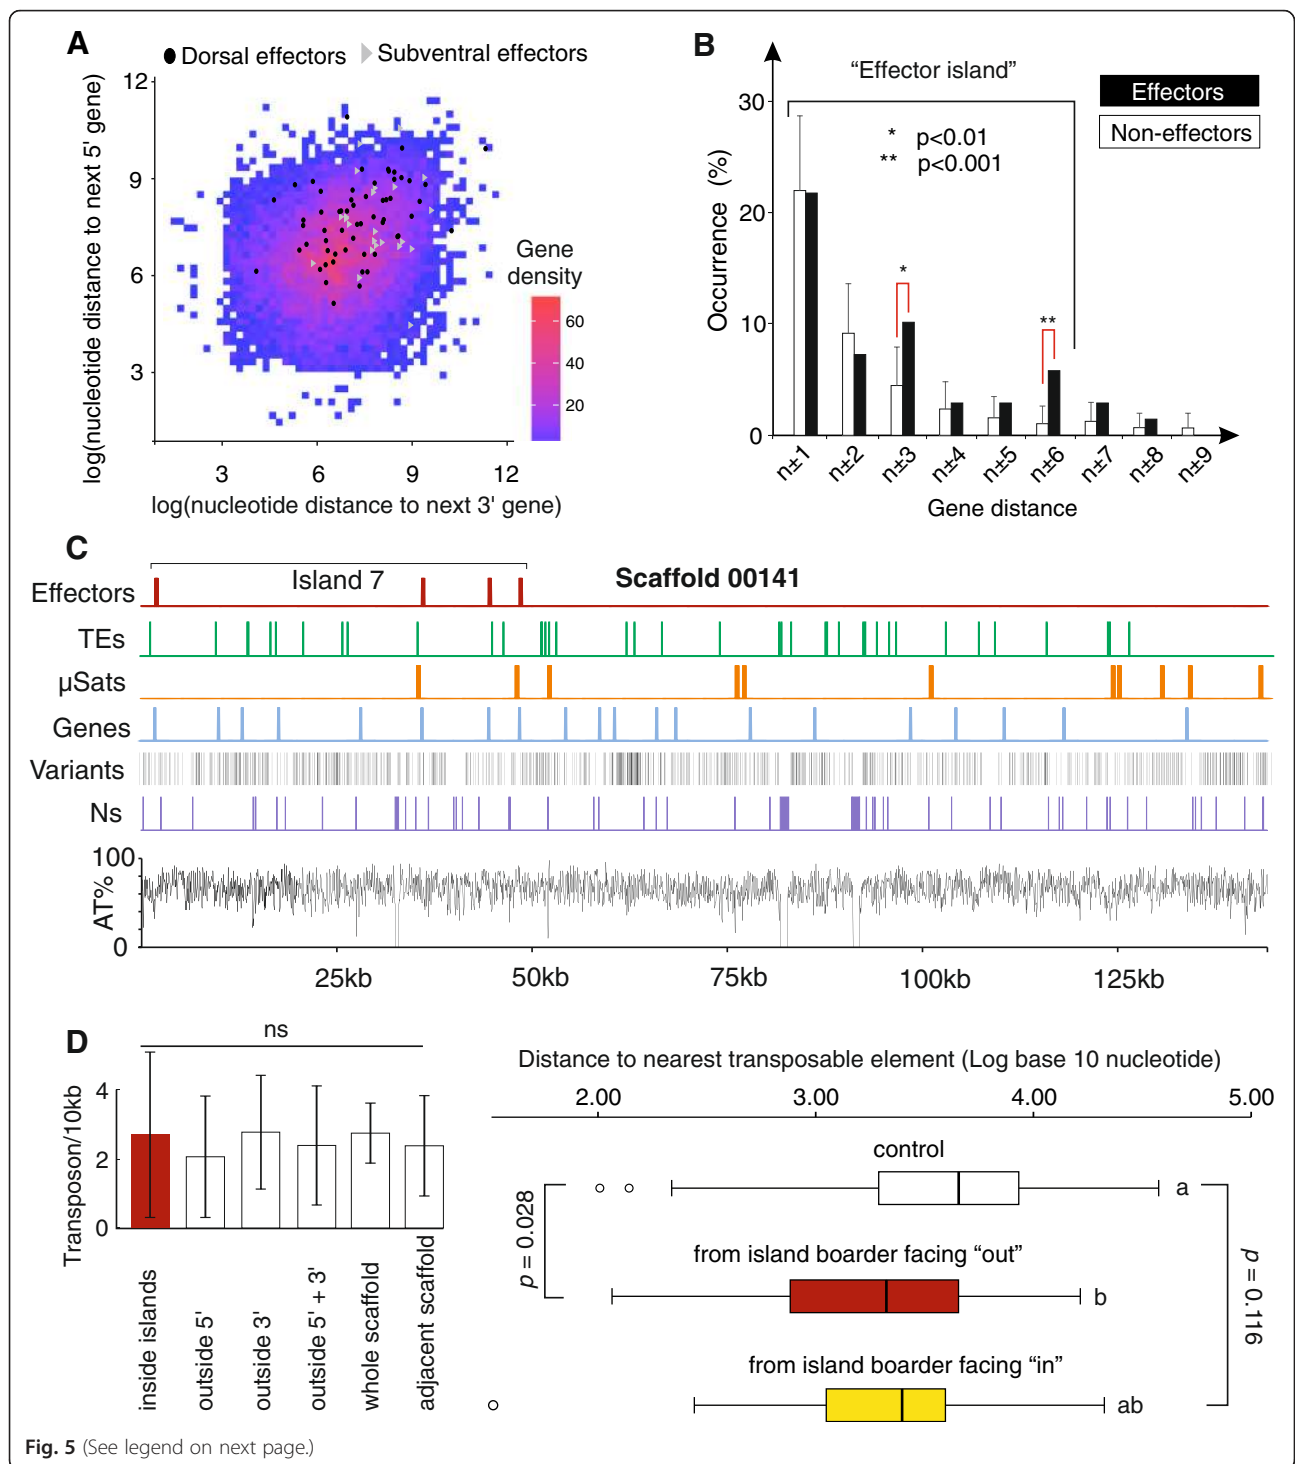 A
Dorsal effectors
Subventral effectors
log(nucleotide distance to next 5' gene)
12
9
6
3
3
6
9
12
log(nucleotide distance to next 3' gene)
Gene
density
60
40
20
B
"Effector island"
Effectors
Non-effectors
* p<0.01
** p<0.001
Occurrence (%)
30
20
10
0
*
**
n±1
n±2
n±3
n±4
n±5
n±6
n±7
n±8
n±9
Gene distance
C
Island 7
Scaffold 00141
Effectors
TEs
µSats
Genes
Variants
Ns
AT%
100
0
25kb
50kb
75kb
100kb
125kb
D
ns
Transposon/10kb
4
2
0
inside islands
outside 5'
outside 3'
outside 5' + 3'
whole scaffold
adjacent scaffold
Distance to nearest transposable element (Log base 10 nucleotide)
2.00
3.00
4.00
5.00
control
a
p = 0.028
from island boarder facing "out"
b
p = 0.116
from island boarder facing "in"
ab
Fig. 5 (See legend on next page.)